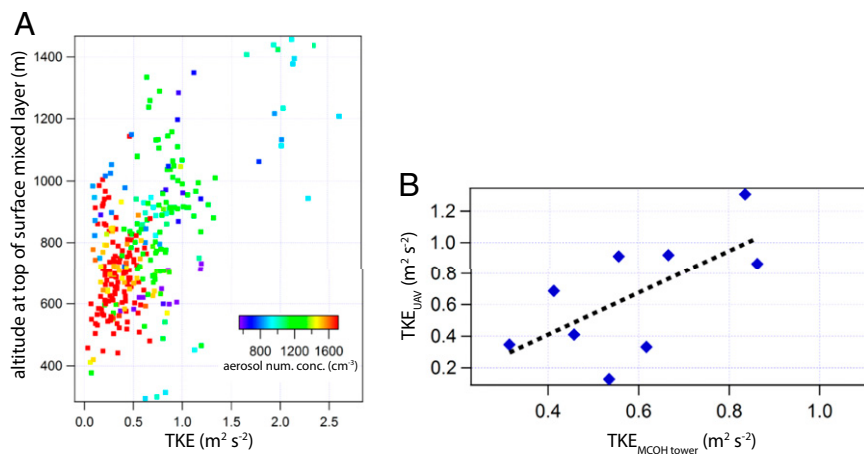 A
altitude at top of surface mixed layer (m)
1400
1200
1000
800
600
400
0.0 0.5 1.0 1.5 2.0 2.5
TKE (m² s⁻²)
800 1200 1600
aerosol num. conc. (cm⁻³)
B
TKE_UAV (m² s⁻²)
1.2
1.0
0.8
0.6
0.4
0.2
0.4 0.6 0.8 1.0
TKE_MCOH tower (m² s⁻²)